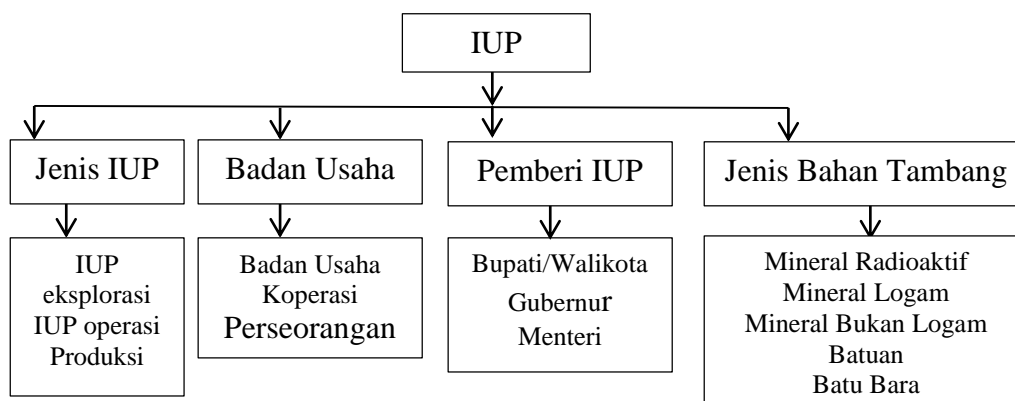 IUP
Jenis IUP
Badan Usaha
Pemberi IUP
Jenis Bahan Tambang
IUP
eksplorasi
IUP operasi
Produksi
Badan Usaha
Koperasi
Perseorangan
Bupati/Walikota
Gubernur
Menteri
Mineral Radioaktif
Mineral Logam
Mineral Bukan Logam
Batuan
Batu Bara